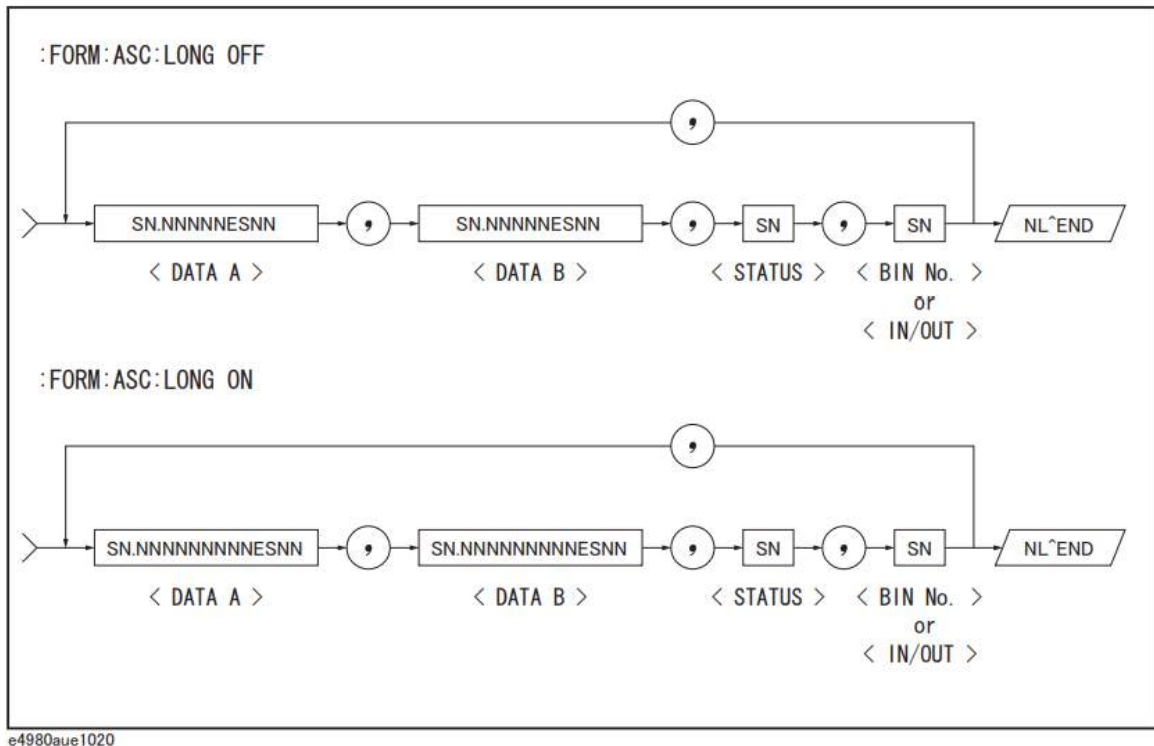 :FORM:ASC:LONG OFF
,
SN.NNNNNESNN , SN.NNNNNESNN , SN , SN NL^END
< DATA A > < DATA B > < STATUS > < BIN No. >
or
< IN/OUT >
:FORM:ASC:LONG ON
,
SN.NNNNNNNNNESNN , SN.NNNNNNNNNESNN , SN , SN NL^END
< DATA A > < DATA B > < STATUS > < BIN No. >
or
< IN/OUT >
e4980aue1020